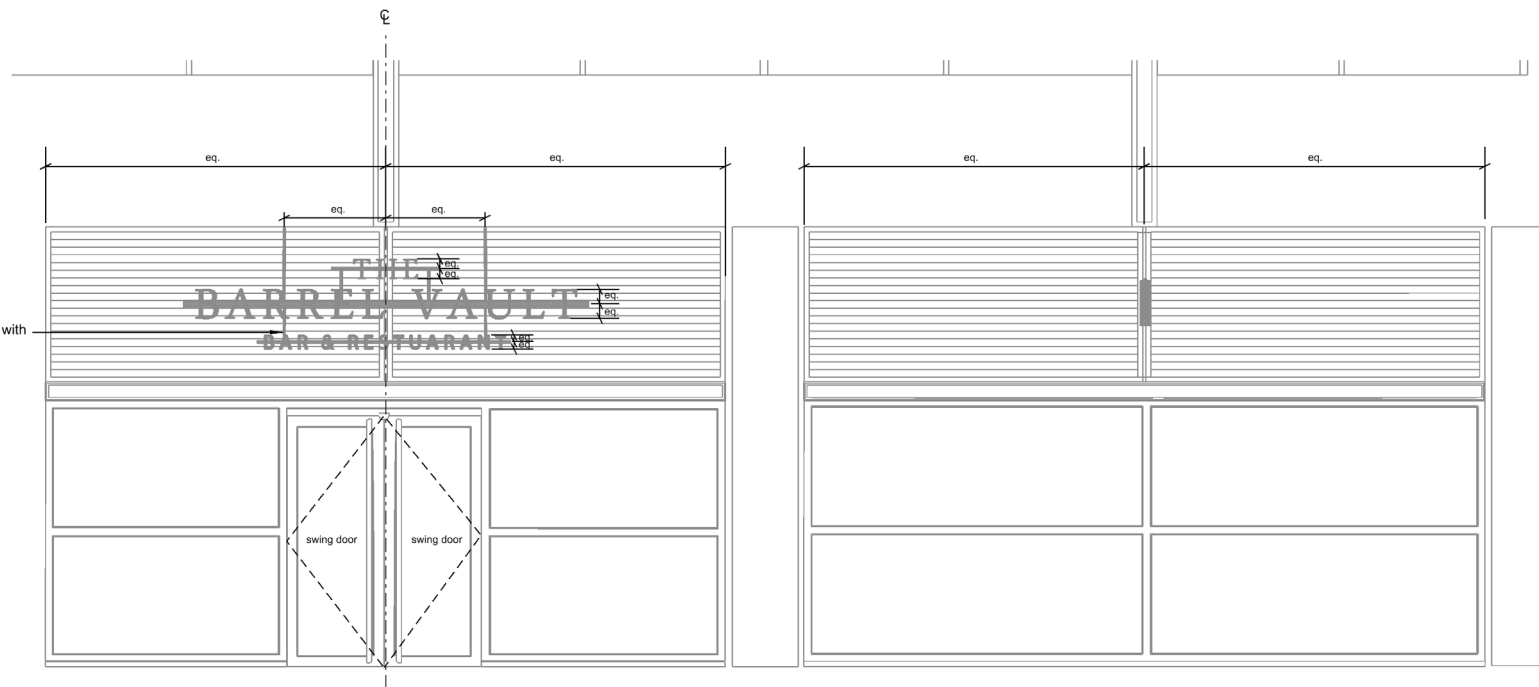 ℄
eq. eq. eq. eq.
eq. eq.
THE
eq.
eq.
BARREL VAULT
eq.
eq.
with
BAR & RESTUARANT
eq.
eq.
swing door swing door